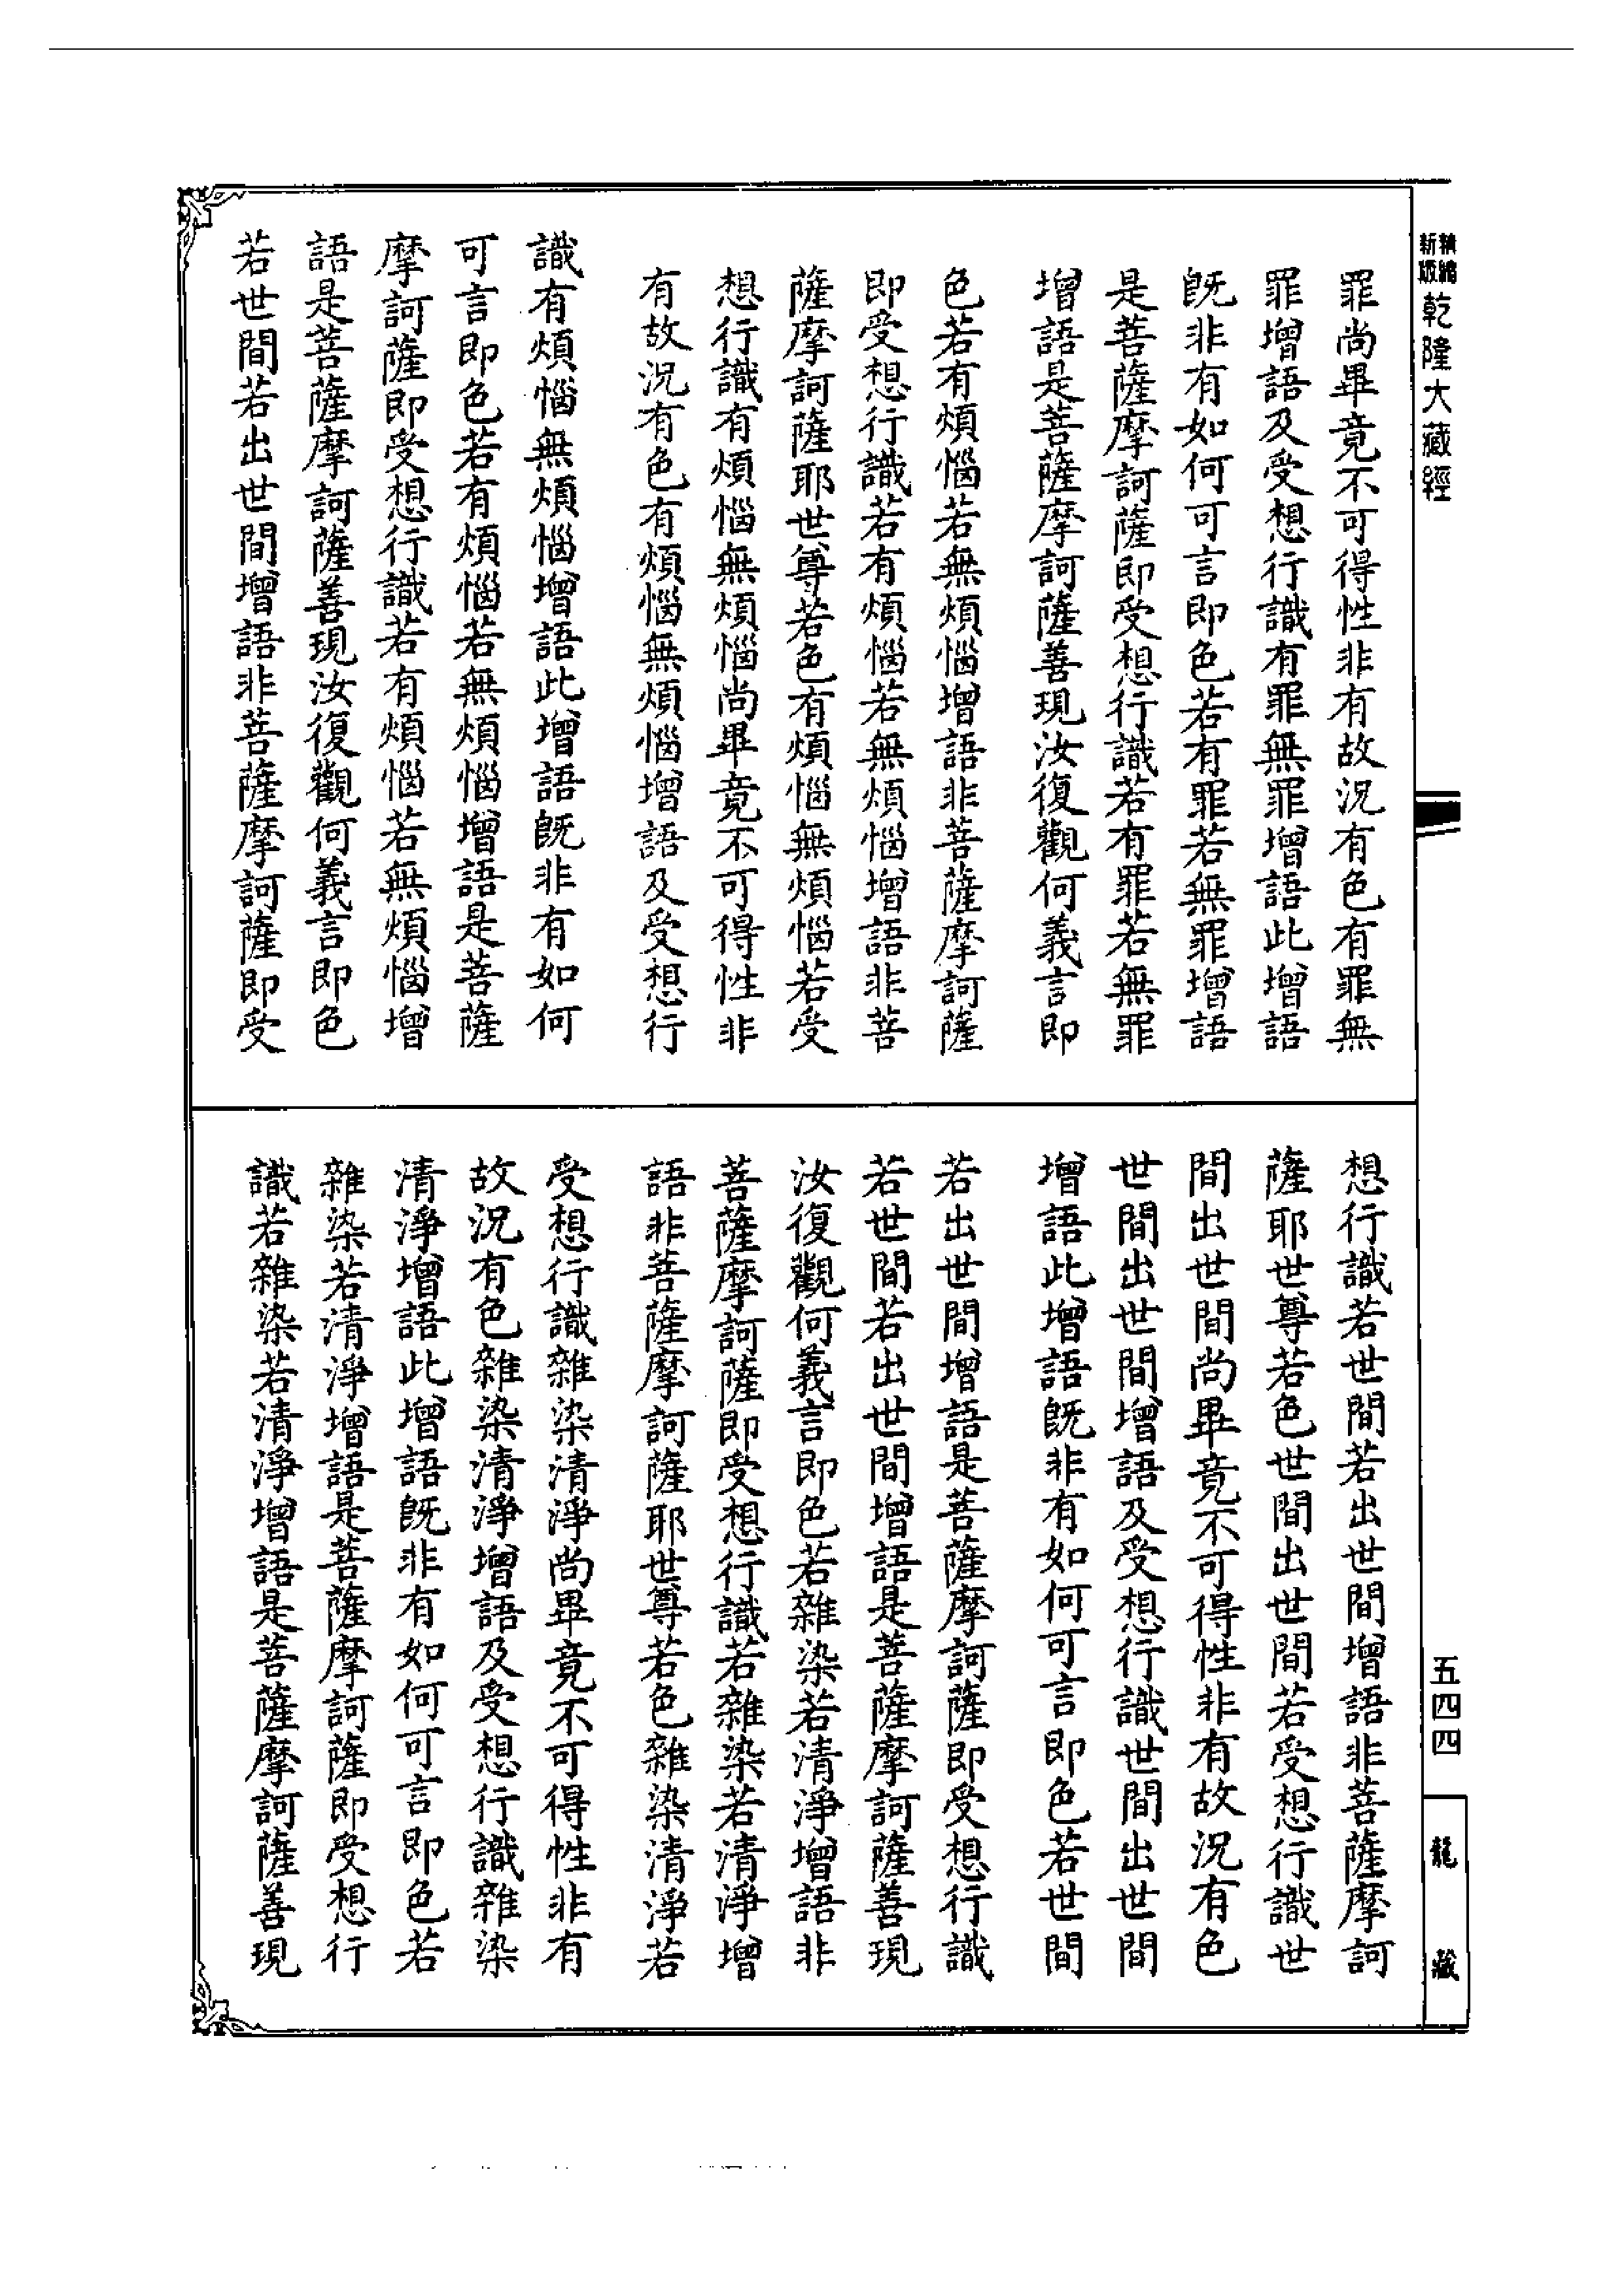 精縮新版乾隆大藏經
罪尚畢竟不可得性非有故況有色有罪無
罪增語及受想行識有罪無罪增語此增語
既非有如何可言即色若有罪若無罪增語
是菩薩摩訶薩即受想行識若有罪若無罪
增語是菩薩摩訶薩善現汝復觀何義言即
色若有煩惱若無煩惱增語非菩薩摩訶薩
即受想行識若有煩惱若無煩惱增語非菩
薩摩訶薩耶世尊若色有煩惱無煩惱若受
想行識有煩惱無煩惱尚畢竟不可得性非
有故況有色有煩惱無煩惱增語及受想行
識有煩惱無煩惱增語此增語既非有如何
可言即色若有煩惱若無煩惱增語是菩薩
摩訶薩即受想行識若有煩惱若無煩惱增
語是菩薩摩訶薩善現汝復觀何義言即色
若世間若出世間增語非菩薩摩訶薩即受
想行識若世間若出世間增語非菩薩摩訶
薩耶世尊若色世間出世間若受想行識世
間出世間尚畢竟不可得性非有故況有色
世間出世間增語及受想行識世間出世間
增語此增語既非有如何可言即色若世間
若出世間增語是菩薩摩訶薩即受想行識
若世間若出世間增語是菩薩摩訶薩善現
汝復觀何義言即色若雜染若清淨增語非
菩薩摩訶薩即受想行識若雜染若清淨增
語非菩薩摩訶薩耶世尊若色雜染清淨若
受想行識雜染清淨尚畢竟不可得性非有
故況有色雜染清淨增語及受想行識雜染
清淨增語此增語既非有如何可言即色若
雜染若清淨增語是菩薩摩訶薩即受想行
識若雜染若清淨增語是菩薩摩訶薩善現
五四四
龍藏